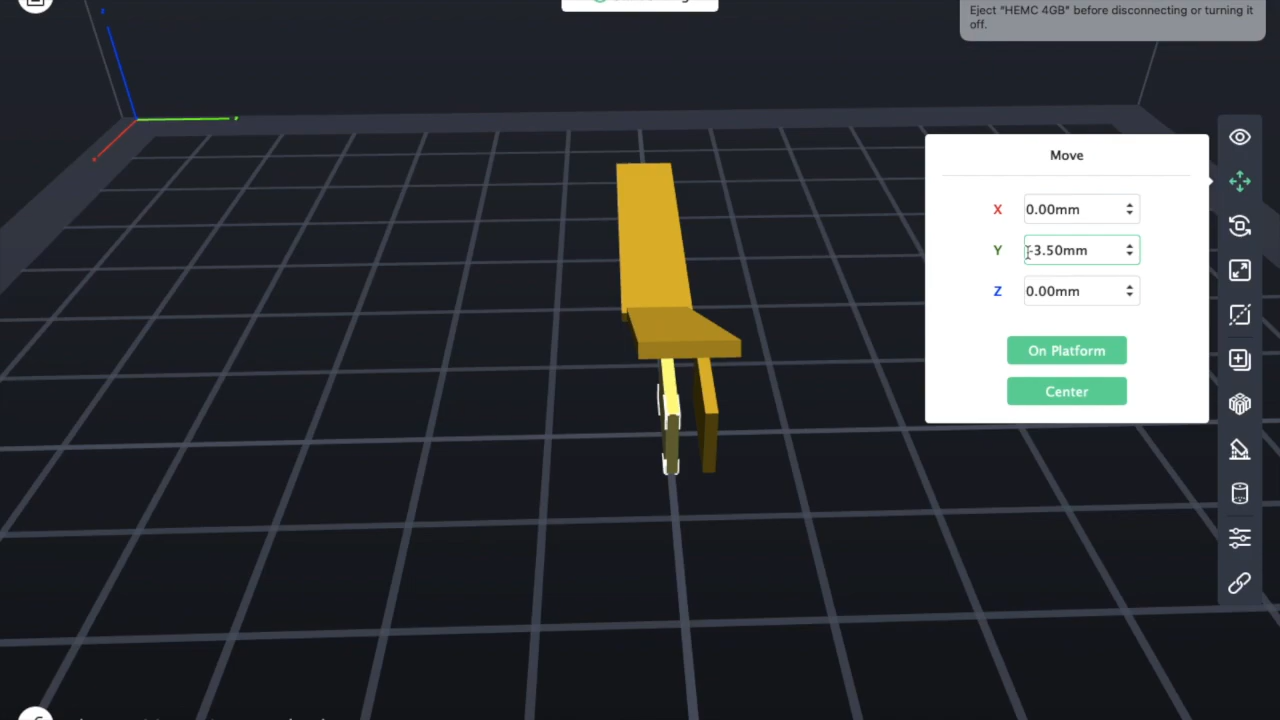 Eject "HEMC 4GB" before disconnecting or turning it
off.
Move
X 0.00mm
Y -3.50mm
Z 0.00mm
On Platform
Center